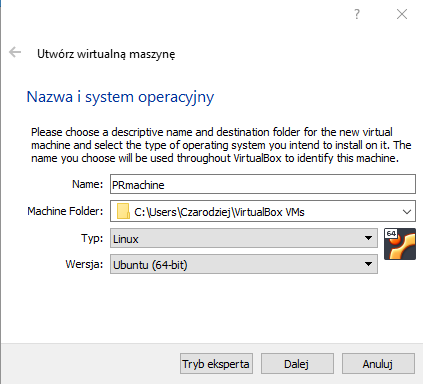 ?
Utwórz wirtualną maszynę
Nazwa i system operacyjny
Please choose a descriptive name and destination folder for the new virtual
machine and select the type of operating system you intend to install on it. The
name you choose will be used throughout VirtualBox to identify this machine.
Name: PRmachine
Machine Folder: C:\Users\Czarodziej\VirtualBox VMs
Typ: Linux
64
Wersja: Ubuntu (64-bit)
Tryb eksperta Dalej Anuluj